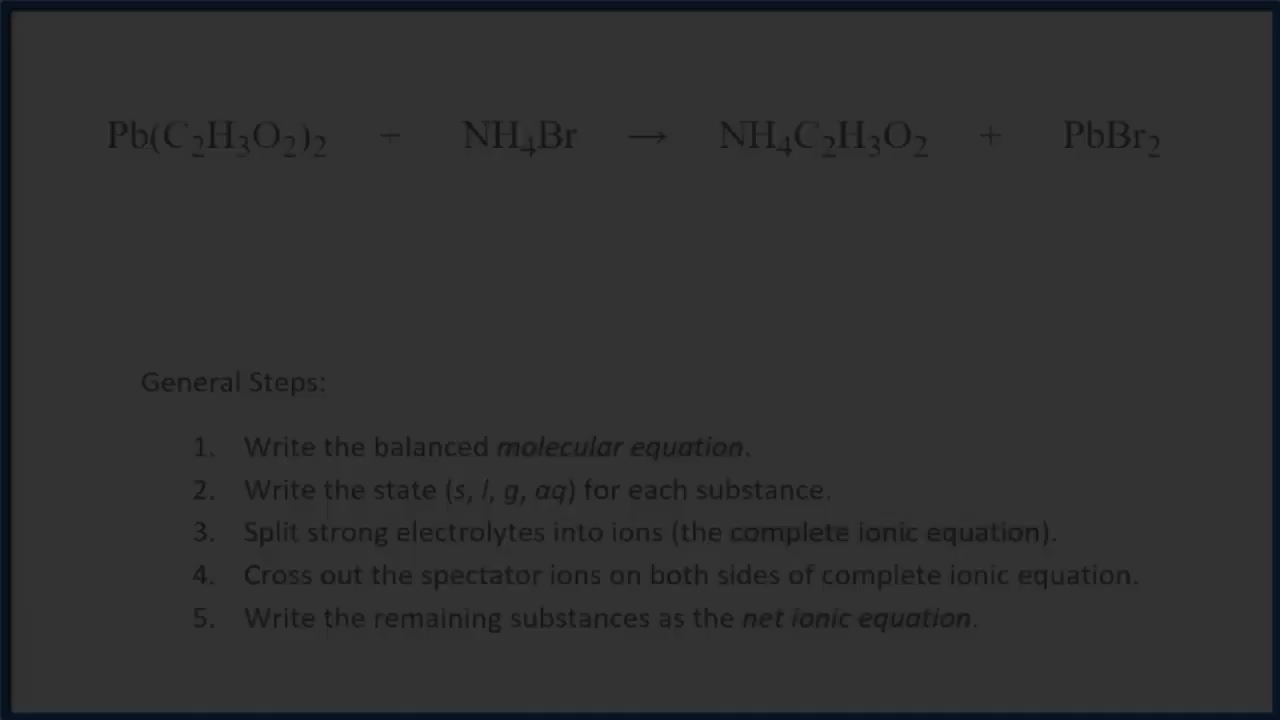 Pb(C₂H₃O₂)₂ + NH₄Br → NH₄C₂H₃O₂ + PbBr₂
General Steps:
1. Write the balanced molecular equation.
2. Write the state (s, l, g, aq) for each substance.
3. Split strong electrolytes into ions (the complete ionic equation).
4. Cross out the spectator ions on both sides of complete ionic equation.
5. Write the remaining substances as the net ionic equation.